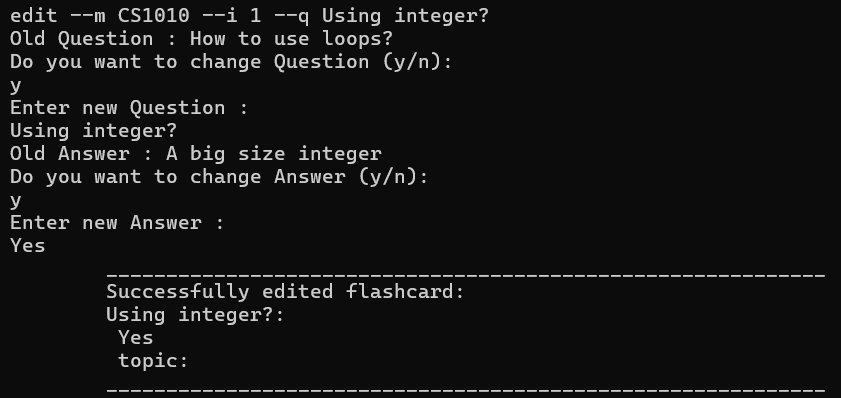 edit --m CS1010 --i 1 --q Using integer?
Old Question : How to use loops?
Do you want to change Question (y/n):
y
Enter new Question :
Using integer?
Old Answer : A big size integer
Do you want to change Answer (y/n):
y
Enter new Answer :
Yes
____________________________________________________________
Successfully edited flashcard:
Using integer?:
Yes
topic:
____________________________________________________________